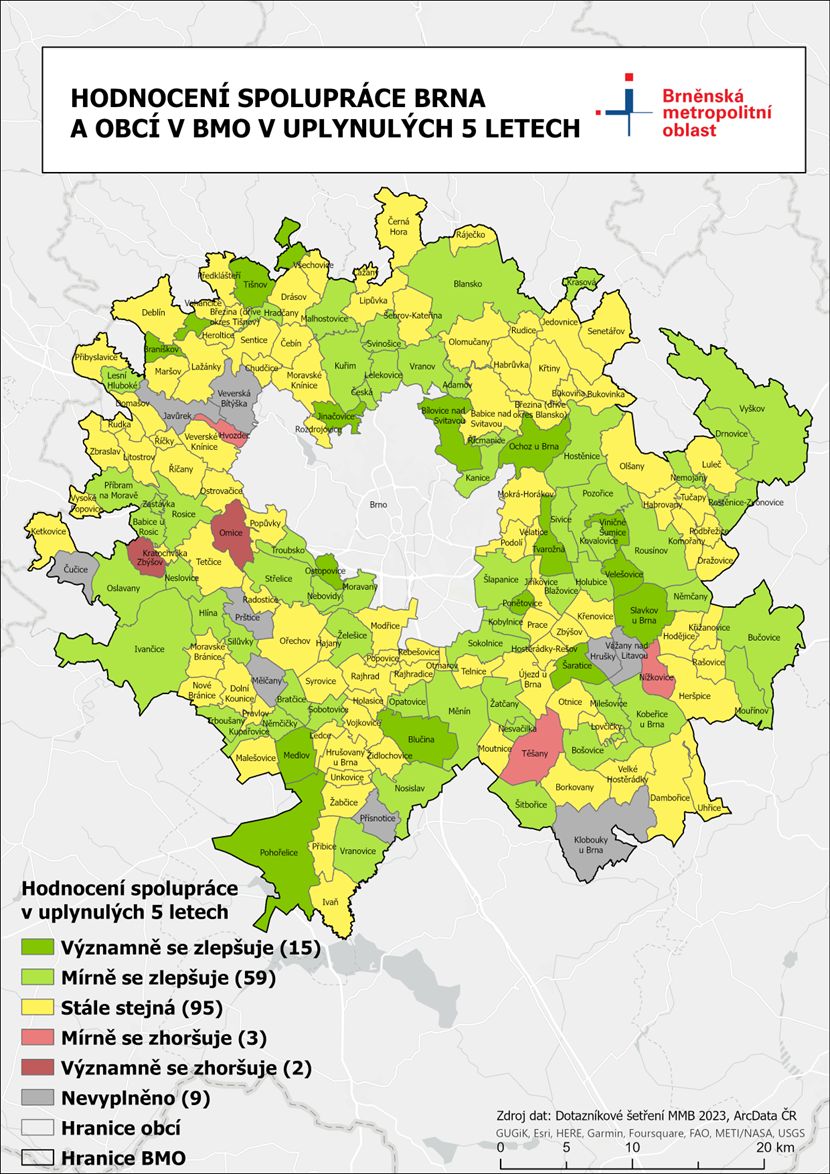 HODNOCENÍ SPOLUPRÁCE BRNA
A OBCÍ V BMO V UPLYNULÝCH 5 LETECH
Brněnská
metropolitní
oblast
Černá
Hora
Ráječko
Všechovice
Lažany
Předklášteří
Tišnov
Blansko
Krasová
Drásov
Lipůvka
Deblín
Vohančice
Březina (dříve
okres Tišnov)
Hradčany
Malhostovice
Šebrov-Kateřina
Jedovnice
Rudice
Senetářov
Heroltice
Sentice
Čebín
Svinošice
Olomučany
Braníškov
Přibyslavice
Maršov
Lažánky
Chudčice
Kuřim
Vranov
Habrůvka
Křtiny
Lelekovice
Lesní
Hluboké
Moravské
Knínice
Adamov
Česká
Domašov
Veverská
Bítýška
Bukovina
Bukovinka
Vyškov
Javůrek
Jinačovice
Bílovice nad
Svitavou
Babice nad
Svitavou
Březina (dříve
okres Blansko)
Rudka
Hvozdec
Rozdrojovice
Drnovice
Říčky
Veverské
Knínice
Řícmanice
Ochoz u Brna
Zbraslav
Litostrov
Hostěnice
Říčany
Kanice
Olšany
Luleč
Nemojany
Příbram
na Moravě
Ostrovačice
Mokrá-Horákov
Pozořice
Tučapy
Vysoké
Popovice
Zastávka
Rosice
Brno
Habrovany
Rostěnice-Zvonovice
Babice u
Rosic
Omice
Popůvky
Sivice
Viničné
Šumice
Ketkovice
Velatice
Kovalovice
Podbřežice
Komořany
Kratochvilka
Zbýšov
Troubsko
Podolí
Tvarožná
Rousínov
Tetčice
Dražovice
Čučice
Ostopovice
Neslovice
Střelice
Velešovice
Šlapanice
Jiříkovice
Holubice
Oslavany
Moravany
Blažovice
Nebovidy
Němčany
Radostice
Ponětovice
Slavkov
u Brna
Hlína
Prštice
Kobylnice
Prace
Křenovice
Modřice
Křižanovice
Ořechov
Želešice
Zbýšov
Hodějice
Bučovice
Ivančice
Silůvky
Hajany
Sokolnice
Hostěrádky-Rešov
Vážany nad
Litavou
Moravské
Bránice
Rebešovice
Hrušky
Popovice
Otmarov
Rašovice
Šaratice
Rajhrad
Rajhradice
Telnice
Nížkovice
Mělčany
Syrovice
Újezd u
Brna
Nové
Bránice
Dolní
Kounice
Heršpice
Bratčice
Holasice
Opatovice
Žatčany
Otnice
Milešovice
Mouřínov
Pravlov
Sobotovice
Měnín
Kobeřice
u Brna
Trboušany
Němčičky
Vojkovice
Kupařovice
Nesvačilka
Lovčičky
Ledce
Blučina
Moutnice
Těšany
Bošovice
Malešovice
Medlov
Hrušovany
u Brna
Židlochovice
Velké
Hostěrádky
Unkovice
Nosislav
Borkovany
Dambořice
Žabčice
Šitbořice
Uhřice
Přísnotice
Klobouky
u Brna
Pohořelice
Přibice
Vranovice
Ivaň
Hodnocení spolupráce
v uplynulých 5 letech
Významně se zlepšuje (15)
Mírně se zlepšuje (59)
Stále stejná (95)
Mírně se zhoršuje (3)
Významně se zhoršuje (2)
Nevyplněno (9)
Hranice obcí
Hranice BMO
Zdroj dat: Dotazníkové šetření MMB 2023, ArcData ČR
GUGiK, Esri, HERE, Garmin, Foursquare, FAO, METI/NASA, USGS
0 5 10 20 km